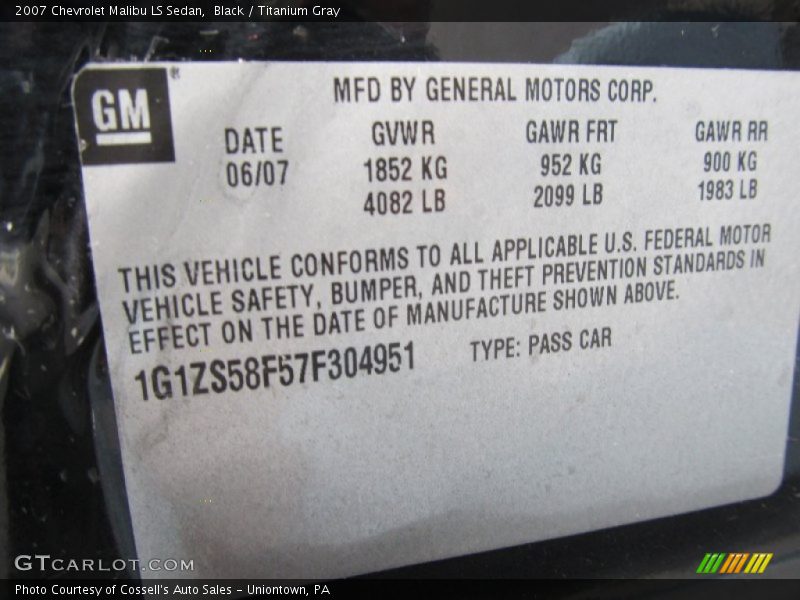 2007 Chevrolet Malibu LS Sedan, Black / Titanium Gray
GM ®
MFD BY GENERAL MOTORS CORP.
DATE GVWR GAWR FRT GAWR RR
06/07 1852 KG 952 KG 900 KG
4082 LB 2099 LB 1983 LB
THIS VEHICLE CONFORMS TO ALL APPLICABLE U.S. FEDERAL MOTOR
VEHICLE SAFETY, BUMPER, AND THEFT PREVENTION STANDARDS IN
EFFECT ON THE DATE OF MANUFACTURE SHOWN ABOVE.
1G1ZS58F57F304951 TYPE: PASS CAR
GTCARLOT.COM
Photo Courtesy of Cossell's Auto Sales - Uniontown, PA